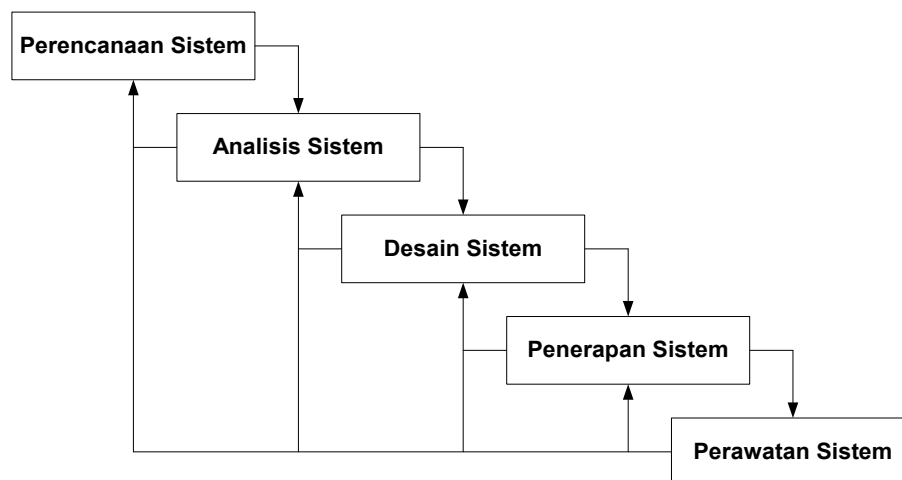 Perencanaan Sistem
Analisis Sistem
Desain Sistem
Penerapan Sistem
Perawatan Sistem